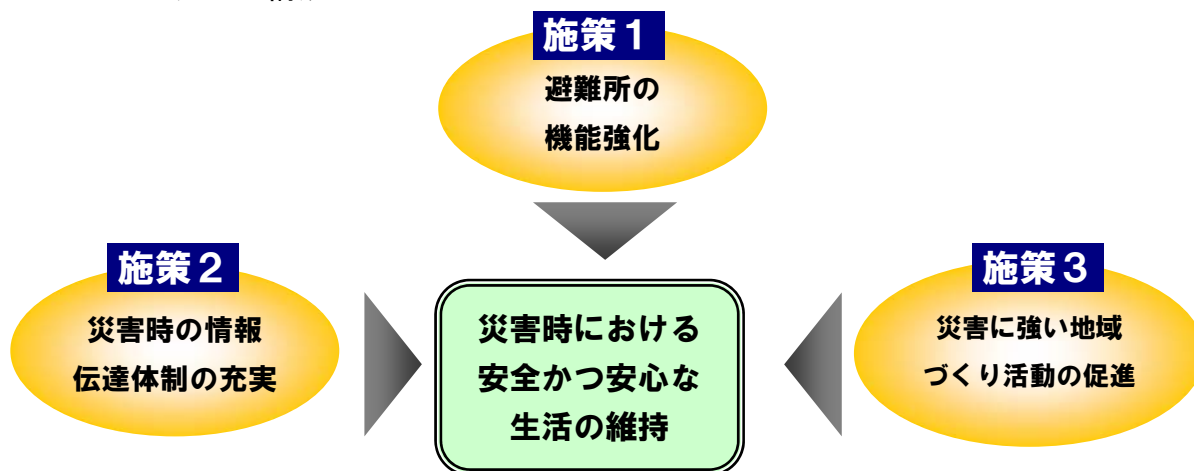 施策１
避難所の
機能強化
施策２
災害時の情報
伝達体制の充実
災害時における
安全かつ安心な
生活の維持
施策３
災害に強い地域
づくり活動の促進